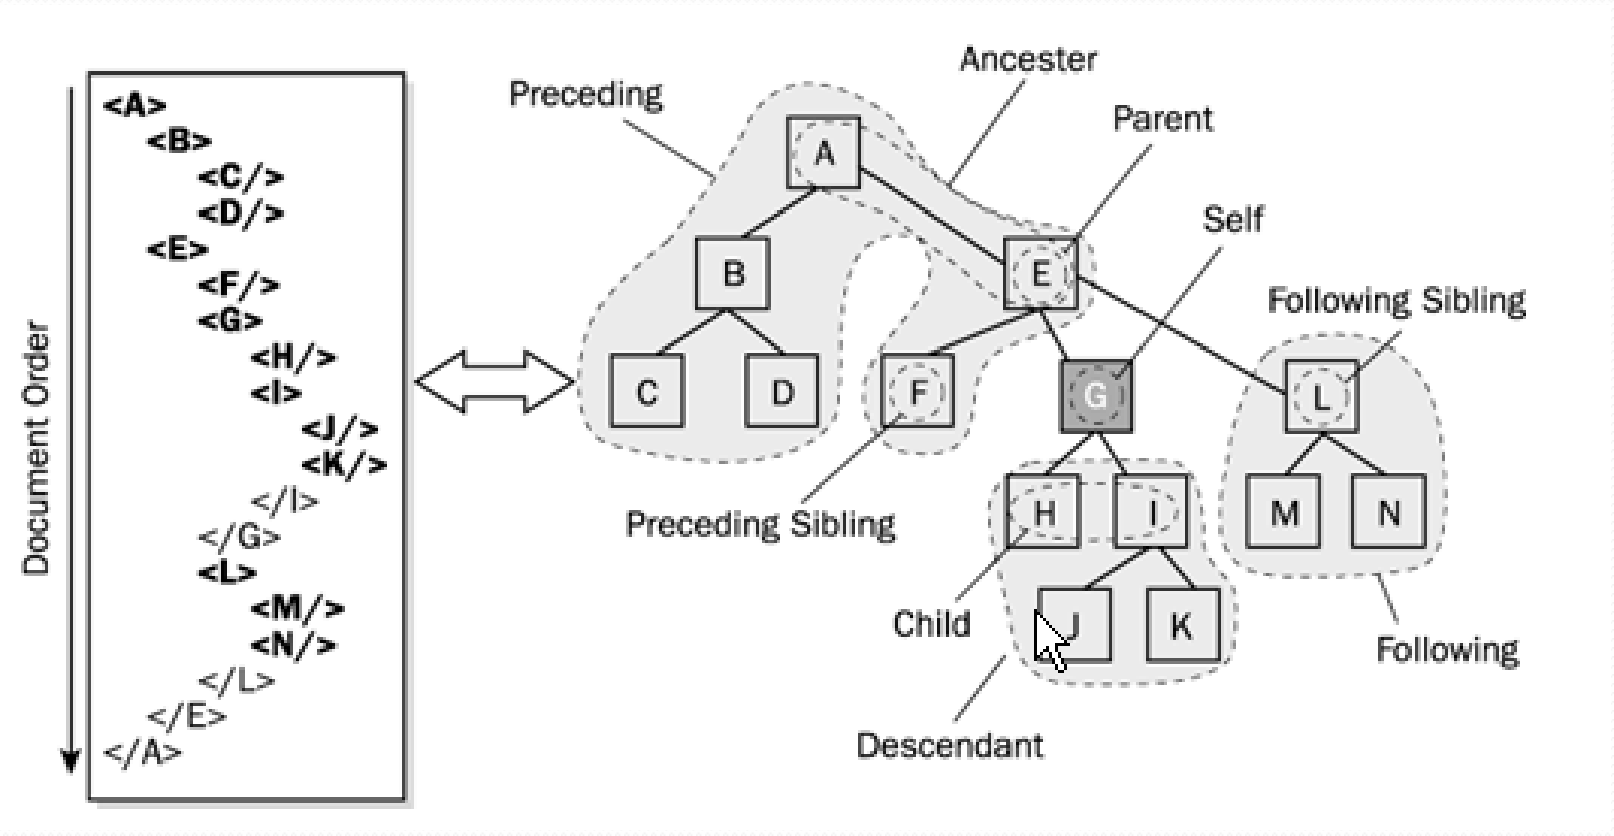 Document Order
<A>
<B>
<C/>
<D/>
<E>
<F/>
<G>
<H/>
<I>
<J/>
<K/>
</I>
</G>
<L>
<M/>
<N/>
</L>
</E>
</A>
Ancester
Preceding
Parent
A
Self
B
E
Following Sibling
C
D
F
G
L
Preceding Sibling
H
I
M
N
Child
J
K
Following
Descendant